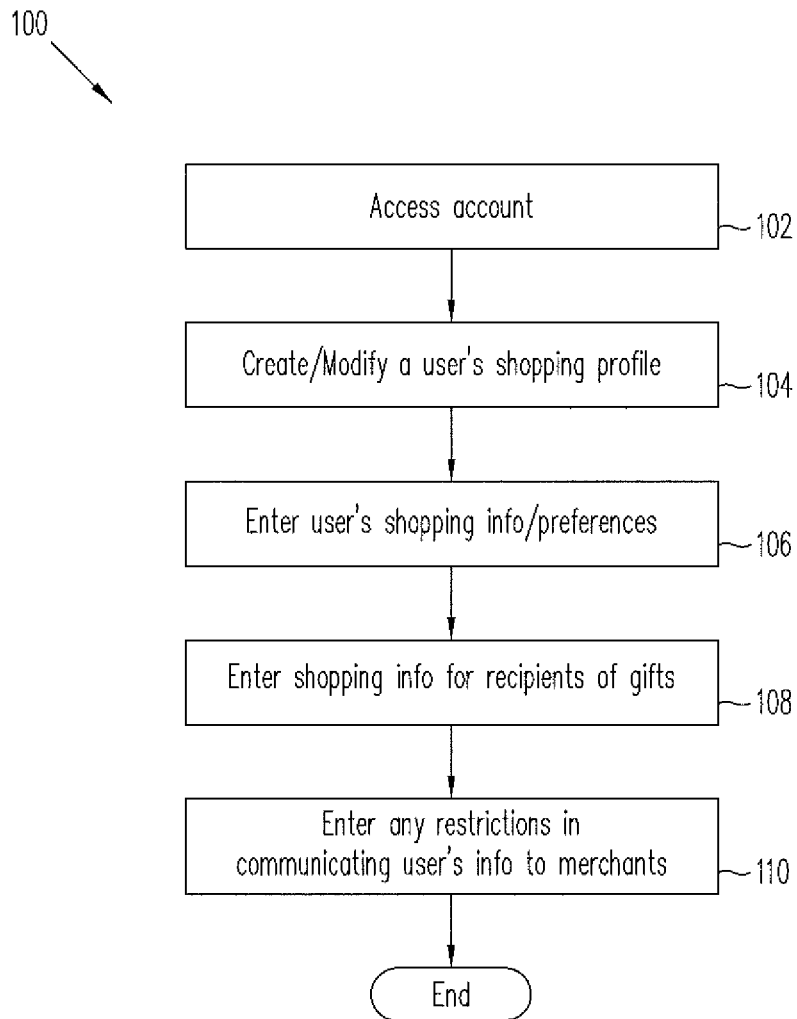 100
Access account
102
Create/Modify a user's shopping profile
104
Enter user's shopping info/preferences
106
Enter shopping info for recipients of gifts
108
Enter any restrictions in
communicating user's info to merchants
110
End